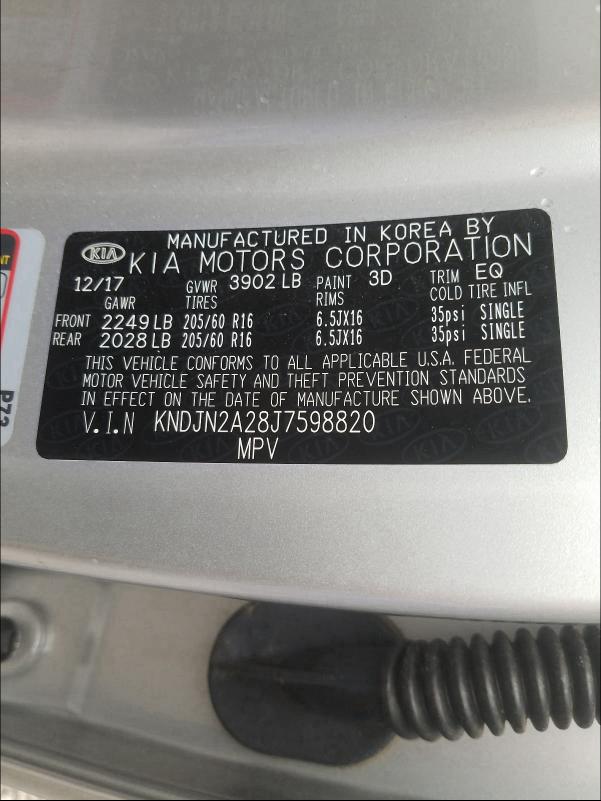 MANUFACTURED IN KOREA BY
KIA KIA MOTORS CORPORATION
12/17 GVWR 3902 LB PAINT 3D TRIM EQ
GAWR TIRES RIMS COLD TIRE INFL
FRONT 2249 LB 205/60 R16 6.5JX16 35psi SINGLE
REAR 2028 LB 205/60 R16 6.5JX16 35psi SINGLE
THIS VEHICLE CONFORMS TO ALL APPLICABLE U.S.A. FEDERAL
MOTOR VEHICLE SAFETY AND THEFT PREVENTION STANDARDS
IN EFFECT ON THE DATE OF MANUFACTURE SHOWN ABOVE.
V.I.N KNDJN2A28J7598820
MPV